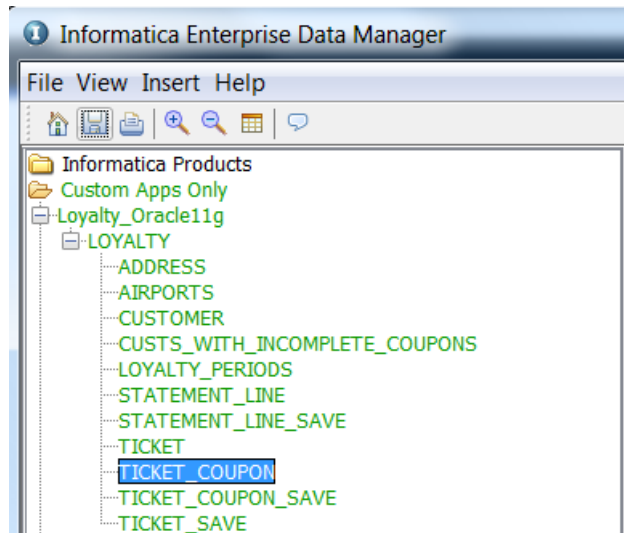 Informatica Enterprise Data Manager
File View Insert Help
Informatica Products
Custom Apps Only
Loyalty_Oracle11g
LOYALTY
ADDRESS
AIRPORTS
CUSTOMER
CUSTS_WITH_INCOMPLETE_COUPONS
LOYALTY_PERIODS
STATEMENT_LINE
STATEMENT_LINE_SAVE
TICKET
TICKET_COUPON
TICKET_COUPON_SAVE
TICKET_SAVE